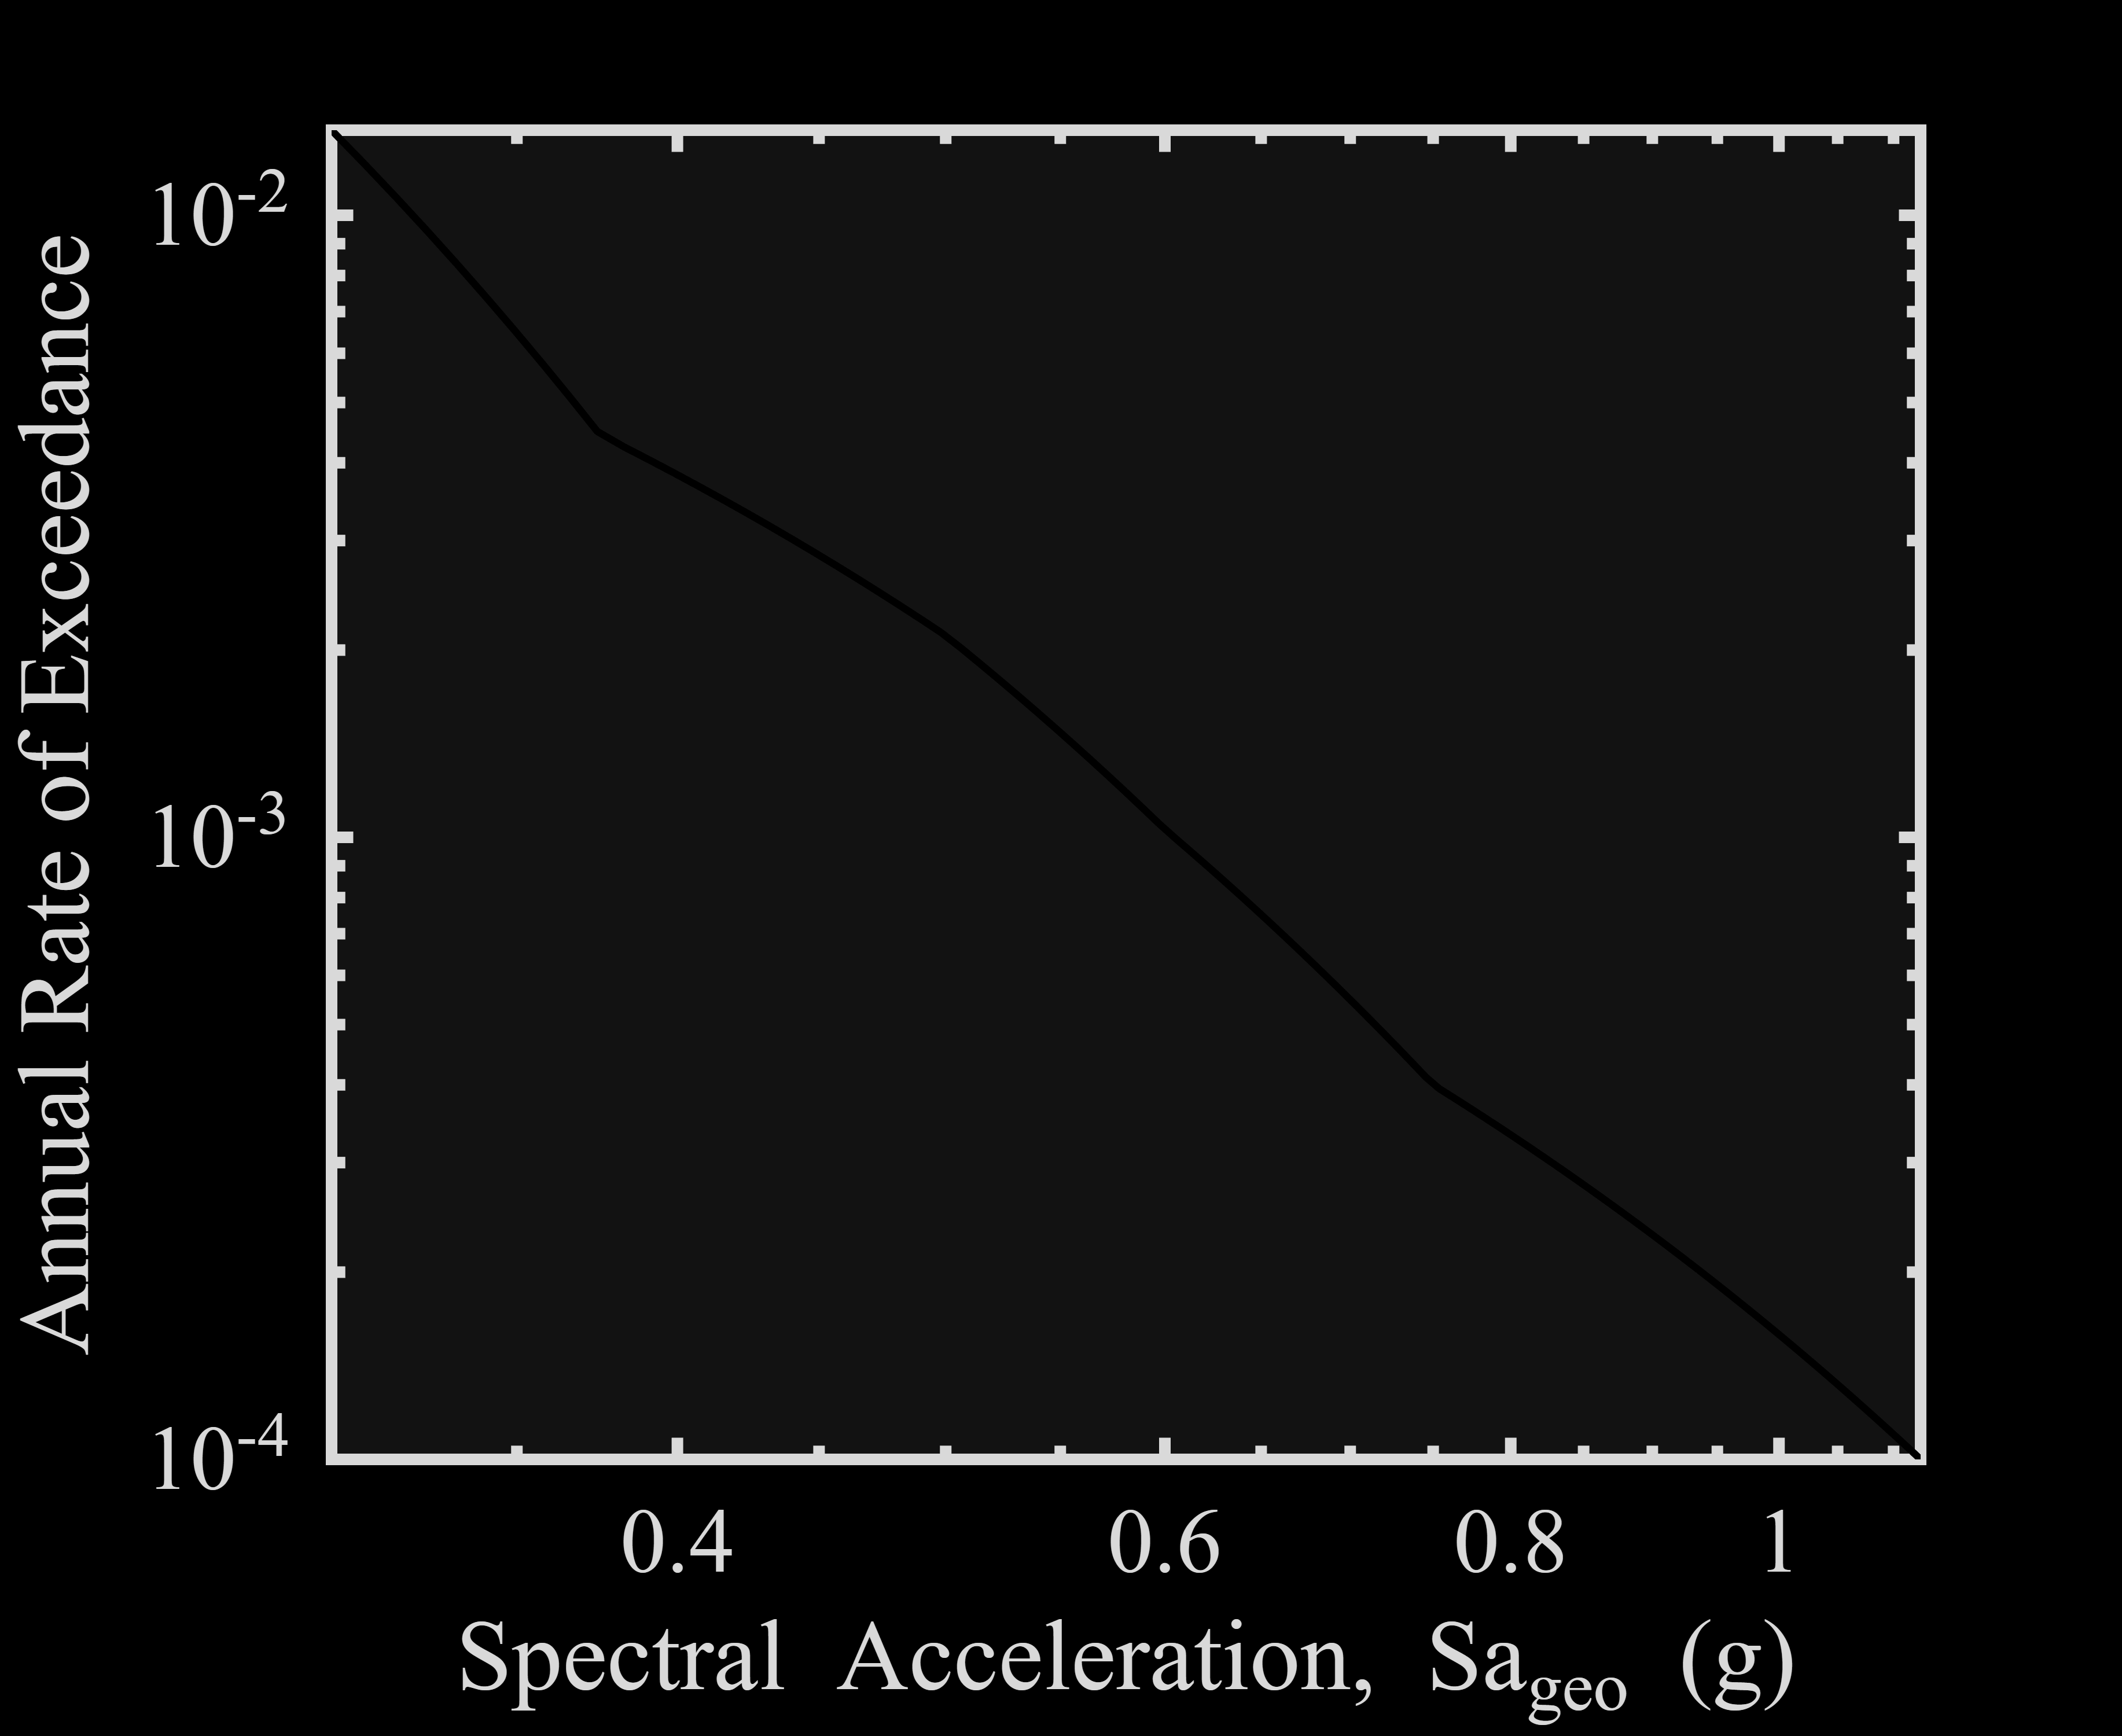 Annual Rate of Exceedance
10⁻²
10⁻³
10⁻⁴
0.4 0.6 0.8 1
Spectral Acceleration, Sa_geo (g)